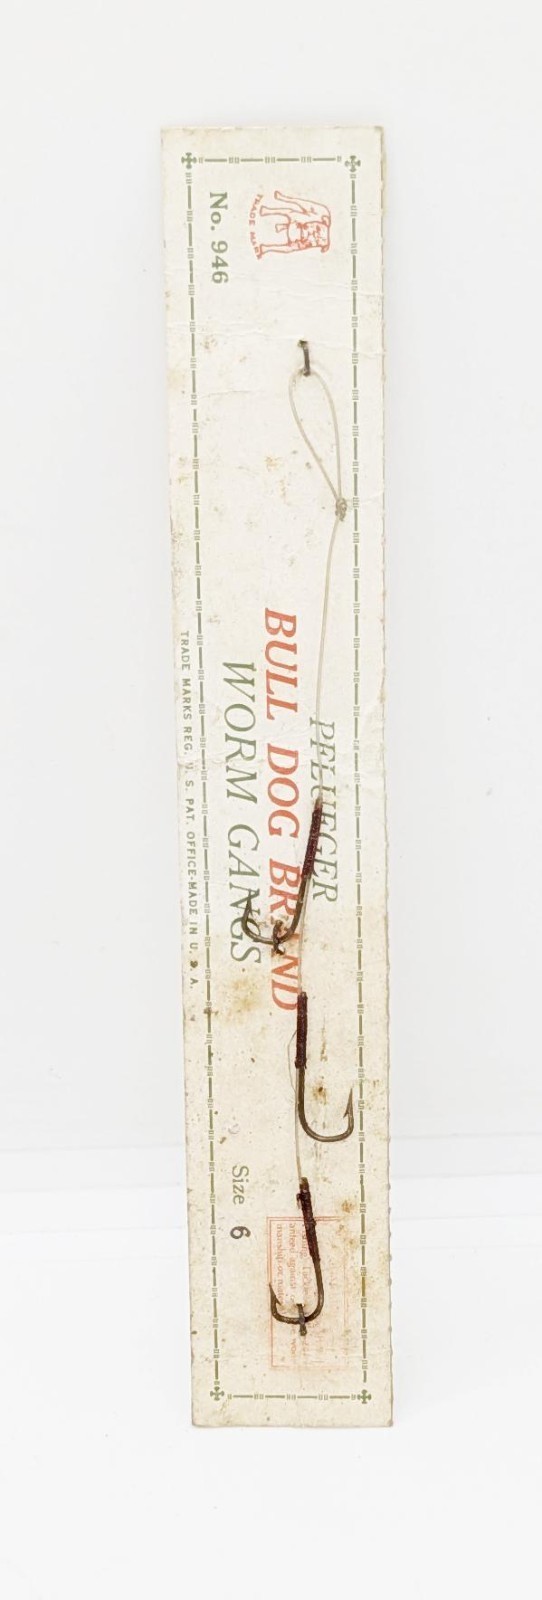 No. 946
TRADE MARK
PFLUEGER
BULL DOG BRAND
WORM GANGS
TRADE MARKS REG. U. S. PAT. OFFICE-MADE IN U. S. A.
Size 6